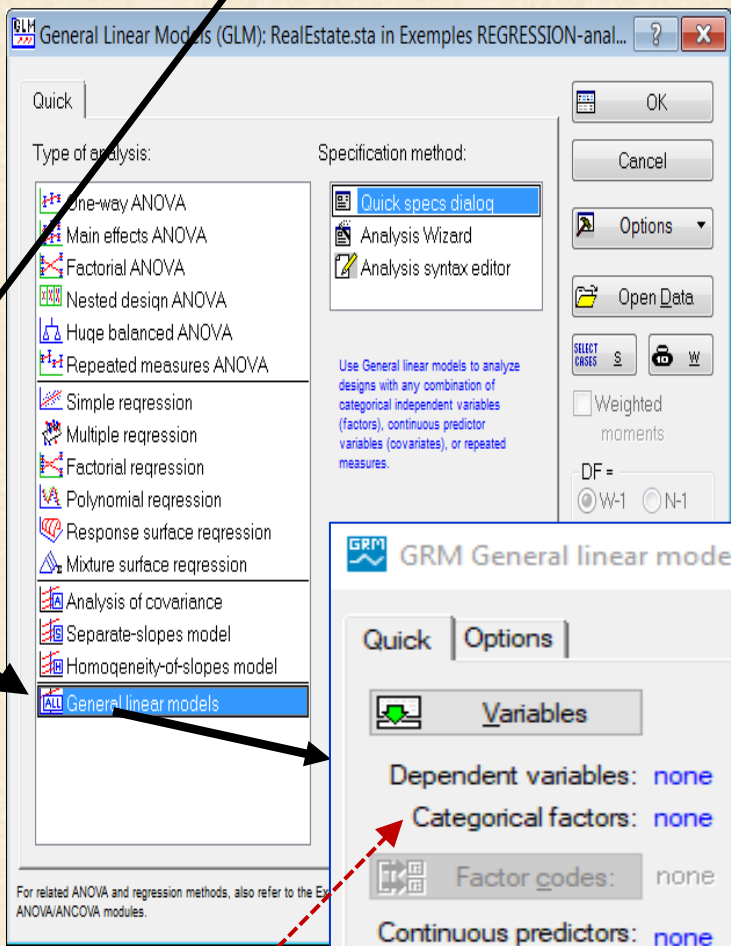 GLM General Linear Models (GLM): RealEstate.sta in Exemples REGRESSION-anal... ?
Quick
Type of analysis:
One-way ANOVA
Main effects ANOVA
Factorial ANOVA
Nested design ANOVA
Huge balanced ANOVA
Repeated measures ANOVA
Simple regression
Multiple regression
Factorial regression
Polynomial regression
Response surface regression
Mixture surface regression
Analysis of covariance
Separate-slopes model
Homogeneity-of-slopes model
ALL General linear models
Specification method:
Quick specs dialog
Analysis Wizard
Analysis syntax editor
Use General linear models to analyze
designs with any combination of
categorical independent variables
(factors), continuous predictor
variables (covariates), or repeated
measures.
OK
Cancel
Options
Open Data
SELECT CASES S W
Weighted
moments
DF =
W-1 N-1
For related ANOVA and regression methods, also refer to the Ex
ANOVA/ANCOVA modules.
GRM GRM General linear mode
Quick Options
Variables
Dependent variables: none
Categorical factors: none
Factor codes: none
Continuous predictors: none